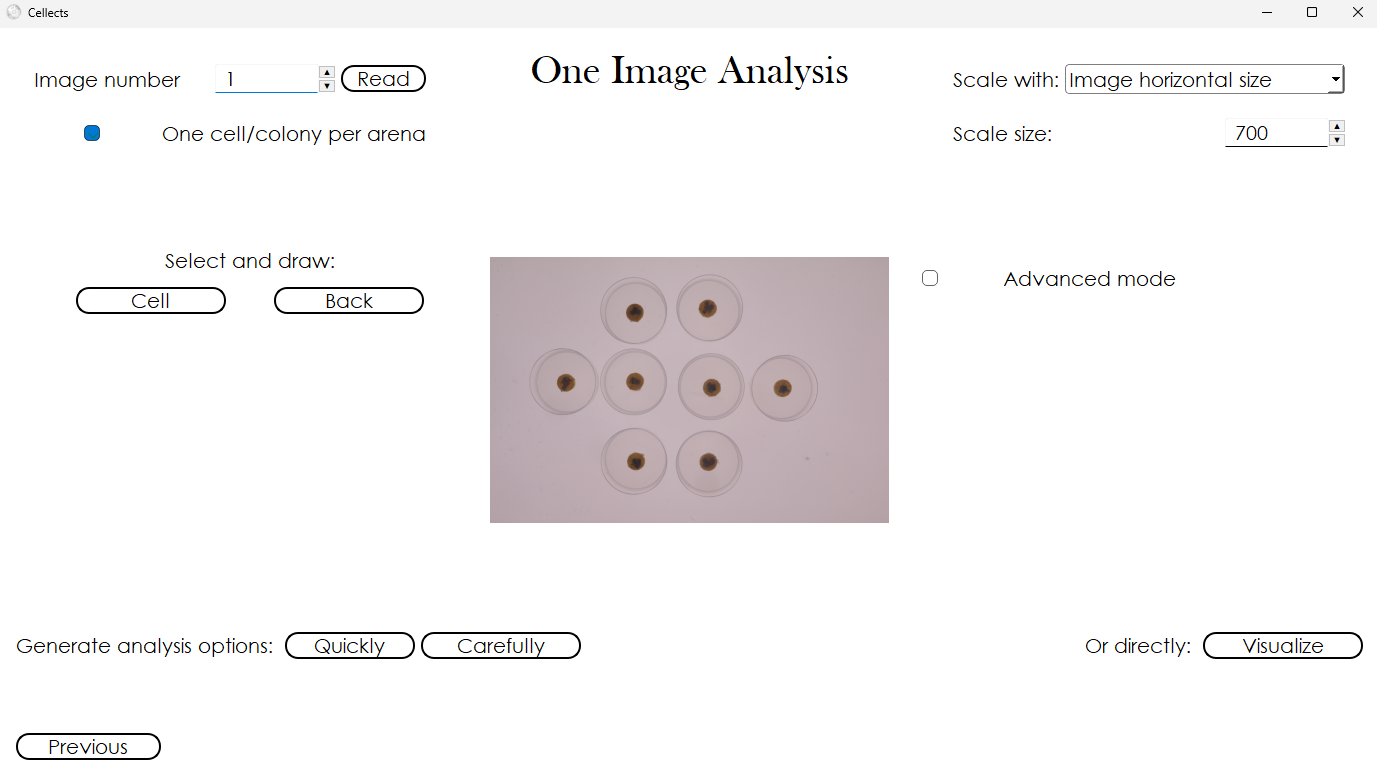 Cellects
One Image Analysis
Image number 1 Read
Scale with: Image horizontal size
One cell/colony per arena
Scale size: 700
Select and draw:
Cell Back
Advanced mode
Generate analysis options: Quickly Carefully
Or directly: Visualize
Previous